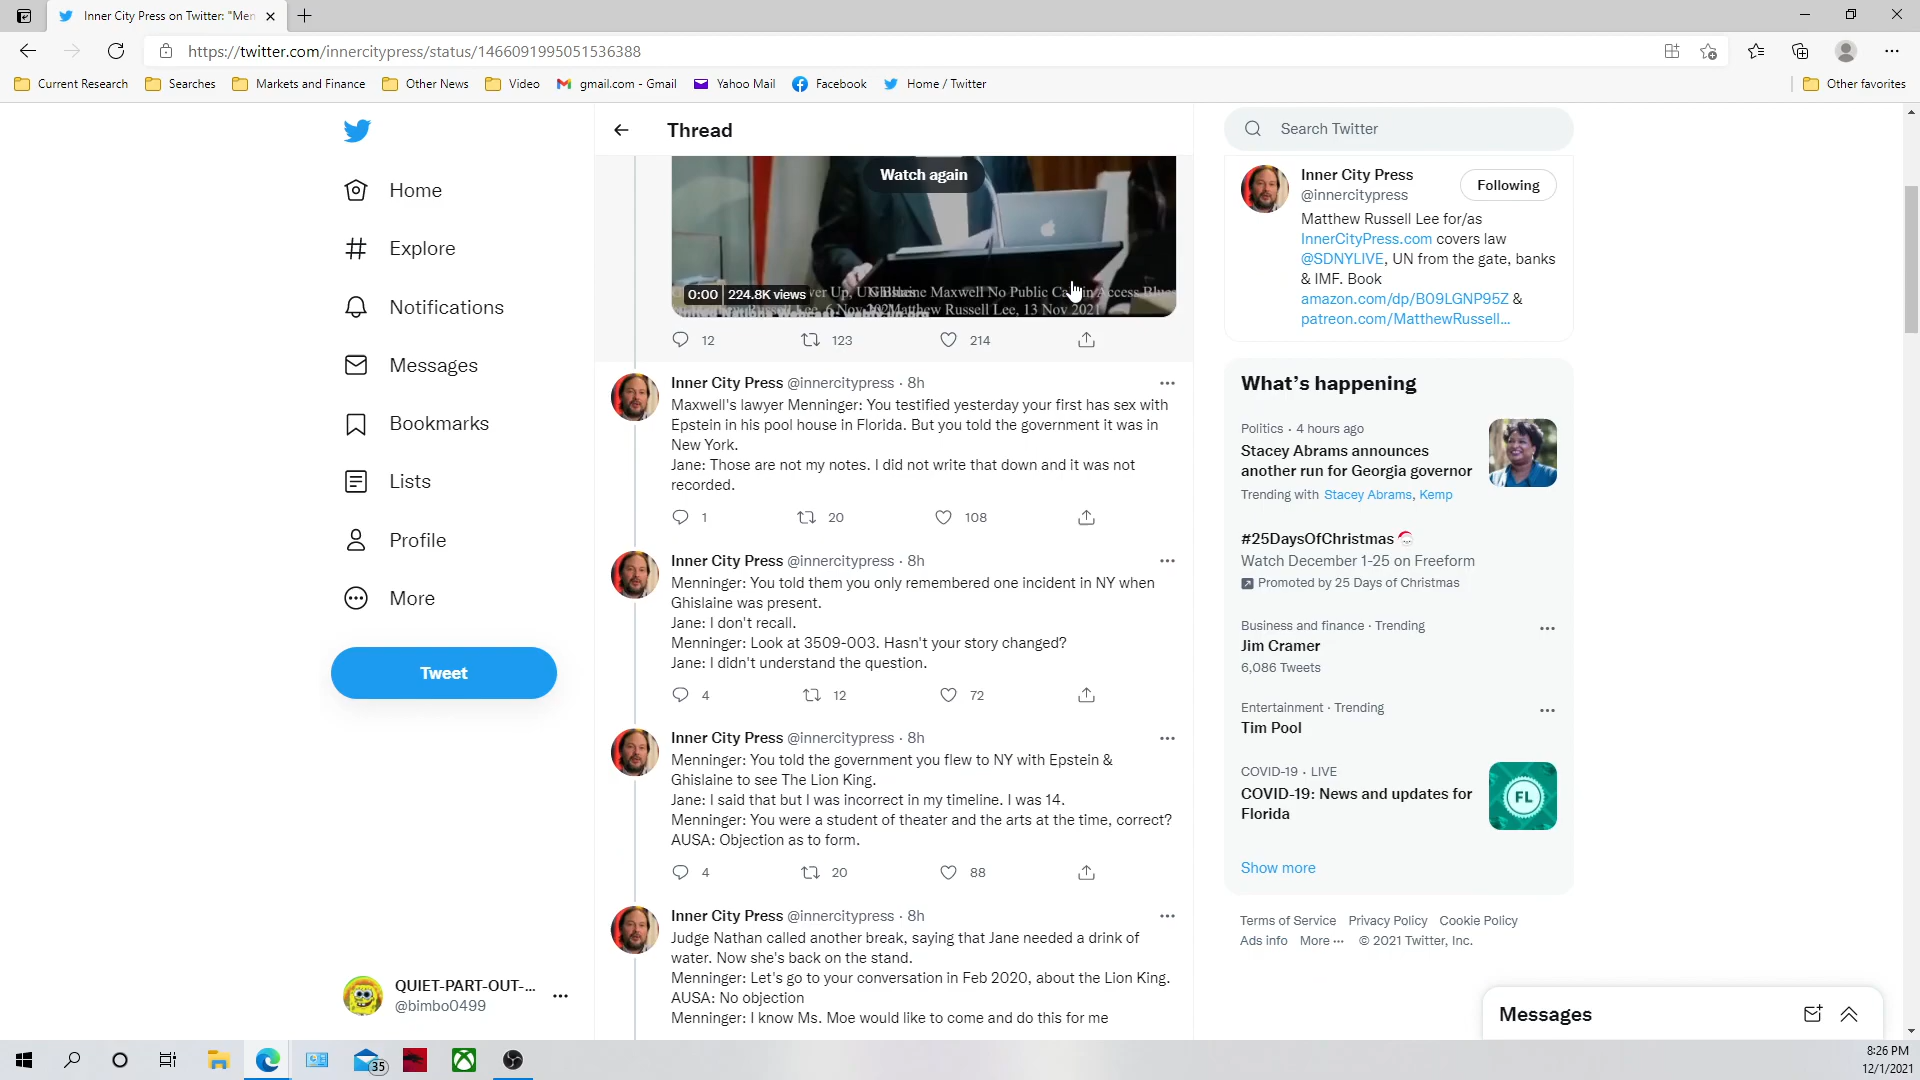 Inner City Press on Twitter: "Men
https://twitter.com/innercitypress/status/1466091995051536388
Current Research
Searches
Markets and Finance
Other News
Video
gmail.com - Gmail
Yahoo Mail
Facebook
Home / Twitter
Other favorites
Home
Explore
Notifications
Messages
Bookmarks
Lists
Profile
More
Tweet
QUIET-PART-OUT-...
@bimbo0499
Thread
Watch again
0:00 224.8K views
ver Up, UN
Ghislaine Maxwell No Public Call in Access Blues
Matthew Russell Lee, 13 Nov 2021
12 123 214
Inner City Press @innercitypress · 8h
Maxwell's lawyer Menninger: You testified yesterday your first has sex with
Epstein in his pool house in Florida. But you told the government it was in
New York.
Jane: Those are not my notes. I did not write that down and it was not
recorded.
1 20 108
Inner City Press @innercitypress · 8h
Menninger: You told them you only remembered one incident in NY when
Ghislaine was present.
Jane: I don't recall.
Menninger: Look at 3509-003. Hasn't your story changed?
Jane: I didn't understand the question.
4 12 72
Inner City Press @innercitypress · 8h
Menninger: You told the government you flew to NY with Epstein &
Ghislaine to see The Lion King.
Jane: I said that but I was incorrect in my timeline. I was 14.
Menninger: You were a student of theater and the arts at the time, correct?
AUSA: Objection as to form.
4 20 88
Inner City Press @innercitypress · 8h
Judge Nathan called another break, saying that Jane needed a drink of
water. Now she's back on the stand.
Menninger: Let's go to your conversation in Feb 2020, about the Lion King.
AUSA: No objection
Menninger: I know Ms. Moe would like to come and do this for me
Search Twitter
Inner City Press
@innercitypress
Following
Matthew Russell Lee for/as
InnerCityPress.com covers law
@SDNYLIVE, UN from the gate, banks
& IMF. Book
amazon.com/dp/B09LGNP95Z &
patreon.com/MatthewRussell...
What's happening
Politics · 4 hours ago
Stacey Abrams announces
another run for Georgia governor
Trending with Stacey Abrams, Kemp
#25DaysOfChristmas
Watch December 1-25 on Freeform
Promoted by 25 Days of Christmas
Business and finance · Trending
Jim Cramer
6,086 Tweets
Entertainment · Trending
Tim Pool
COVID-19 · LIVE
COVID-19: News and updates for
Florida
FL
Show more
Terms of Service Privacy Policy Cookie Policy
Ads info More ··· © 2021 Twitter, Inc.
Messages
35
8:26 PM
12/1/2021